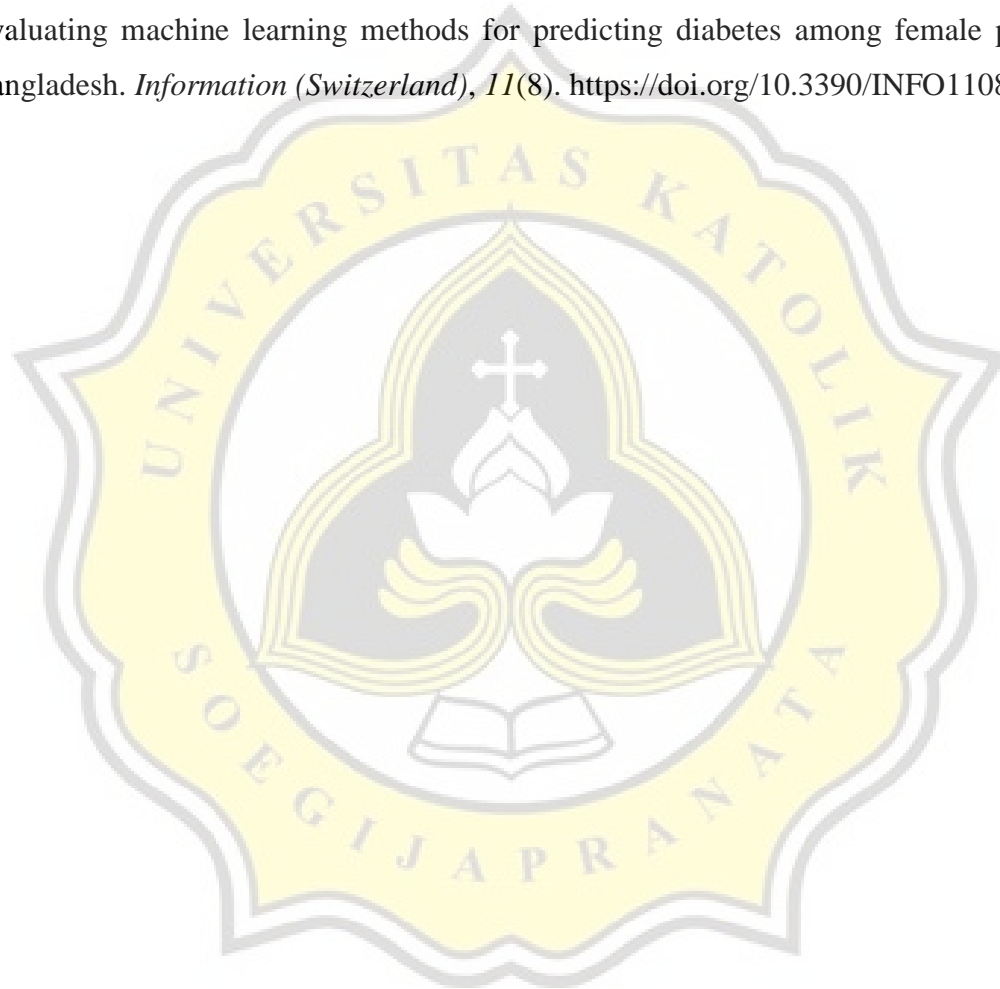 valuating machine learning methods for predicting diabetes among female p
angladesh. Information (Switzerland), 11(8). https://doi.org/10.3390/INFO1108
UNIVERSITAS KATOLIK
SOEGIJAPRANATA